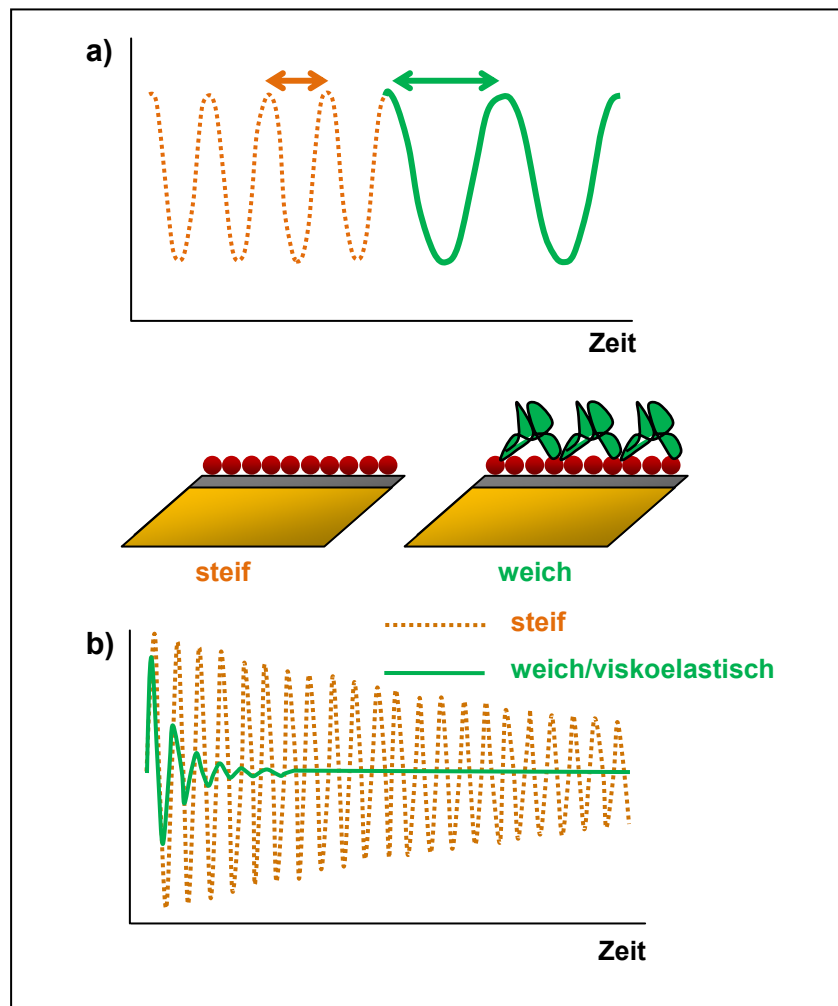 a)
Zeit
steif
weich
steif
b)
weich/viskoelastisch
Zeit